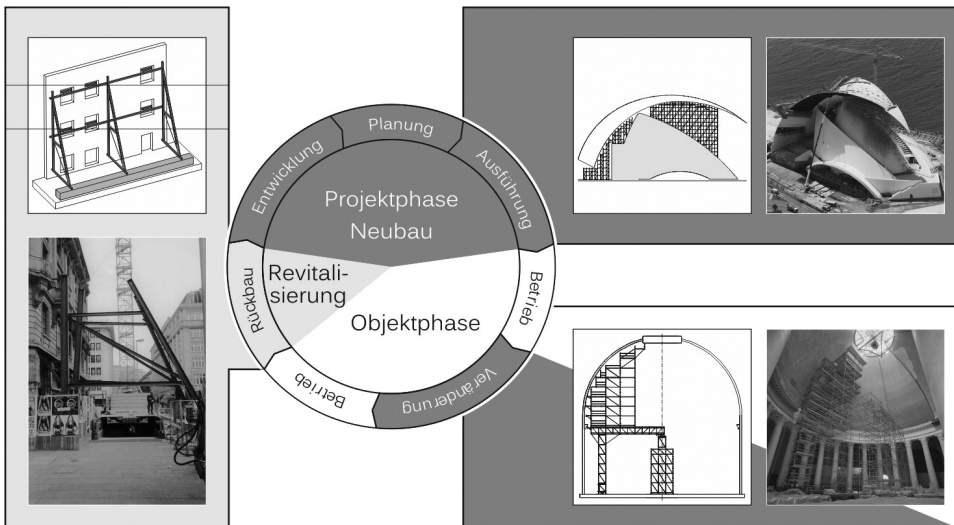 Planung
Entwicklung
Ausführung
Projektphase
Neubau
Revitali-
sierung
Objektphase
Rückbau
Betrieb
Betrieb
Veränderung